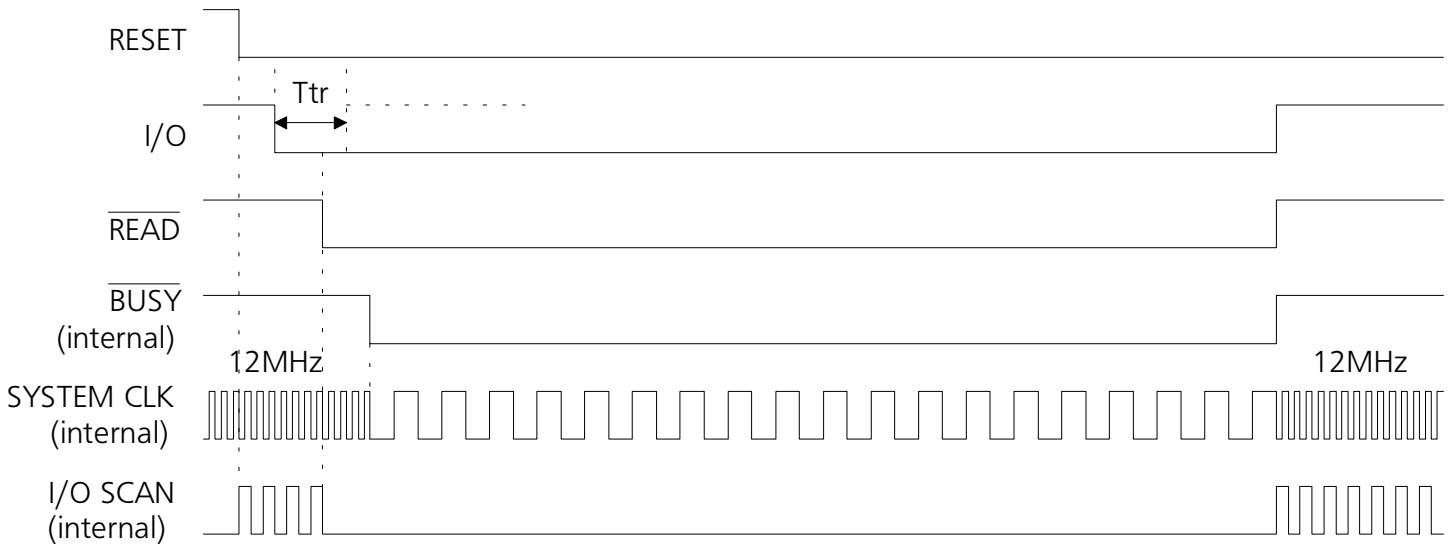 RESET
Ttr
I/O
READ
BUSY
(internal)
12MHz
12MHz
SYSTEM CLK
(internal)
I/O SCAN
(internal)